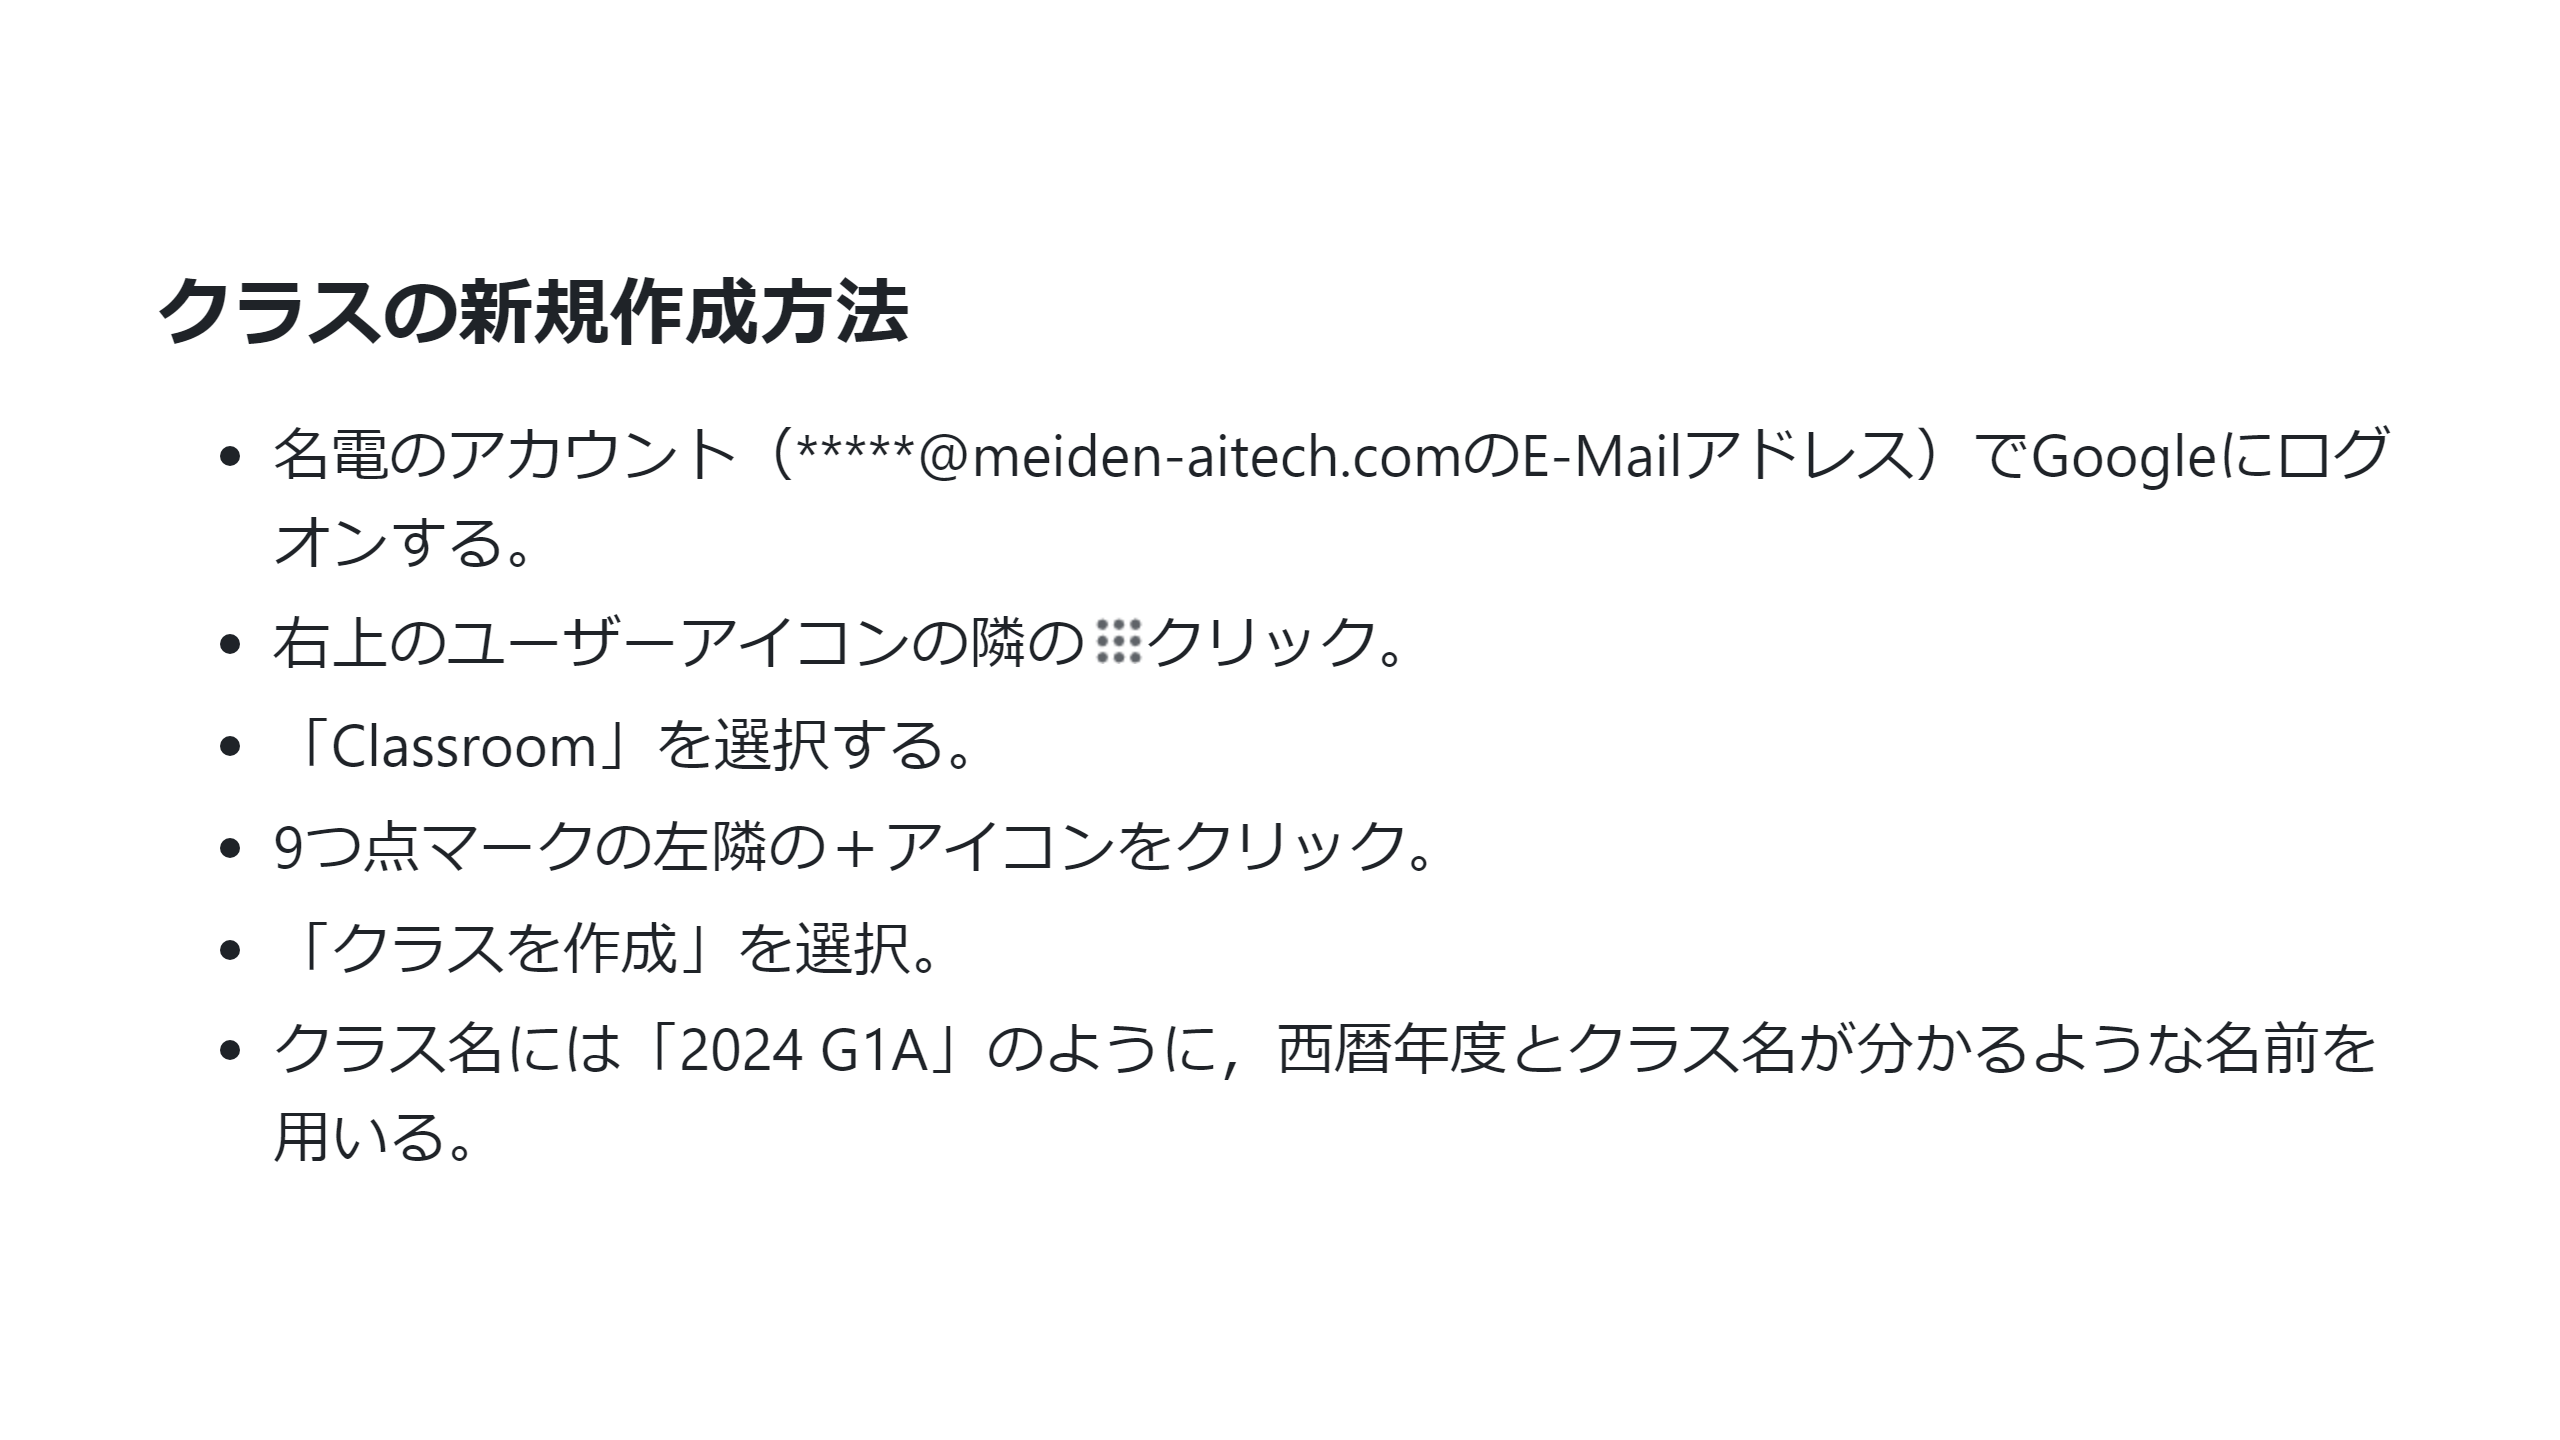 クラスの新規作成方法
• 名電のアカウント（*****@meiden-aitech.comのE-Mailアドレス）でGoogleにログ
オンする。
• 右上のユーザーアイコンの隣のクリック。
• 「Classroom」を選択する。
• 9つ点マークの左隣の＋アイコンをクリック。
• 「クラスを作成」を選択。
• クラス名には「2024 G1A」のように，西暦年度とクラス名が分かるような名前を
用いる。